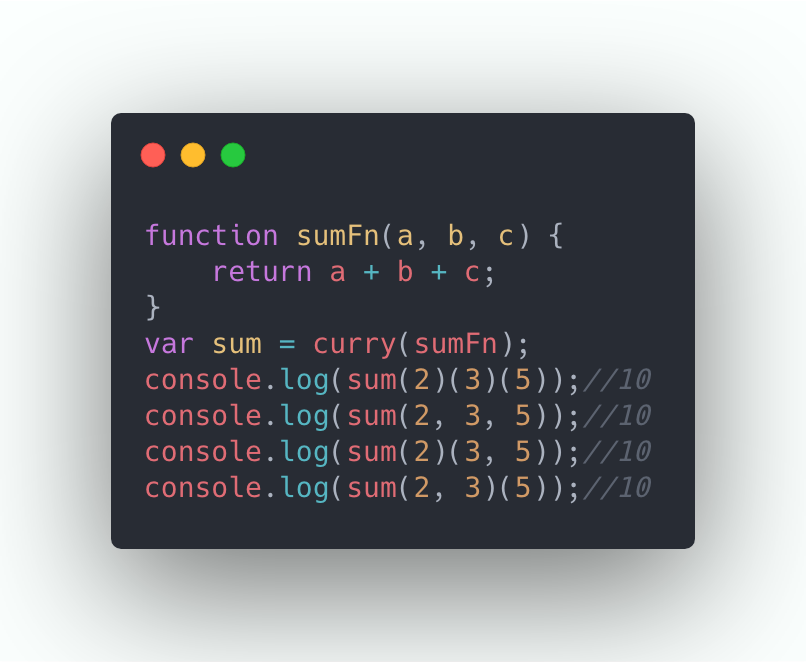 function sumFn(a, b, c) {
    return a + b + c;
}
var sum = curry(sumFn);
console.log(sum(2)(3)(5));//10
console.log(sum(2, 3, 5));//10
console.log(sum(2)(3, 5));//10
console.log(sum(2, 3)(5));//10